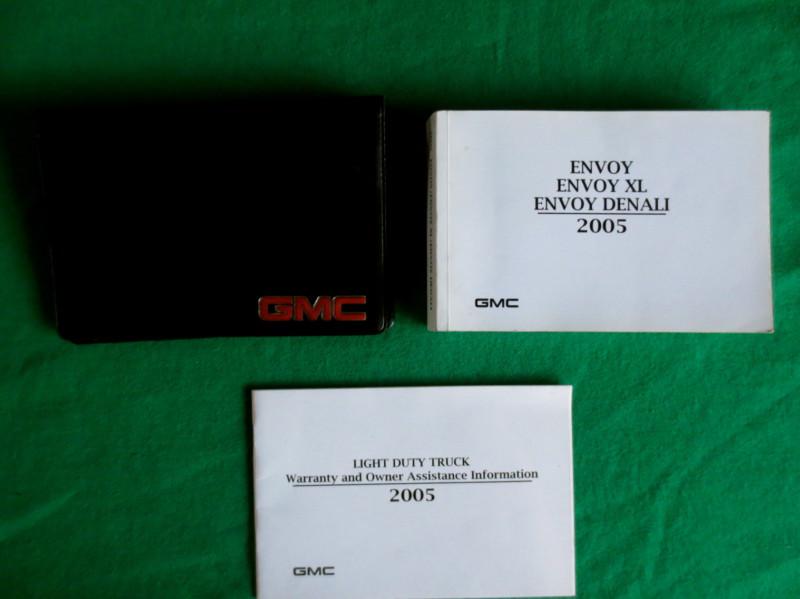 GMC
ENVOY
ENVOY XL
ENVOY DENALI
2005
GMC
LIGHT DUTY TRUCK
Warranty and Owner Assistance Information
2005
GMC